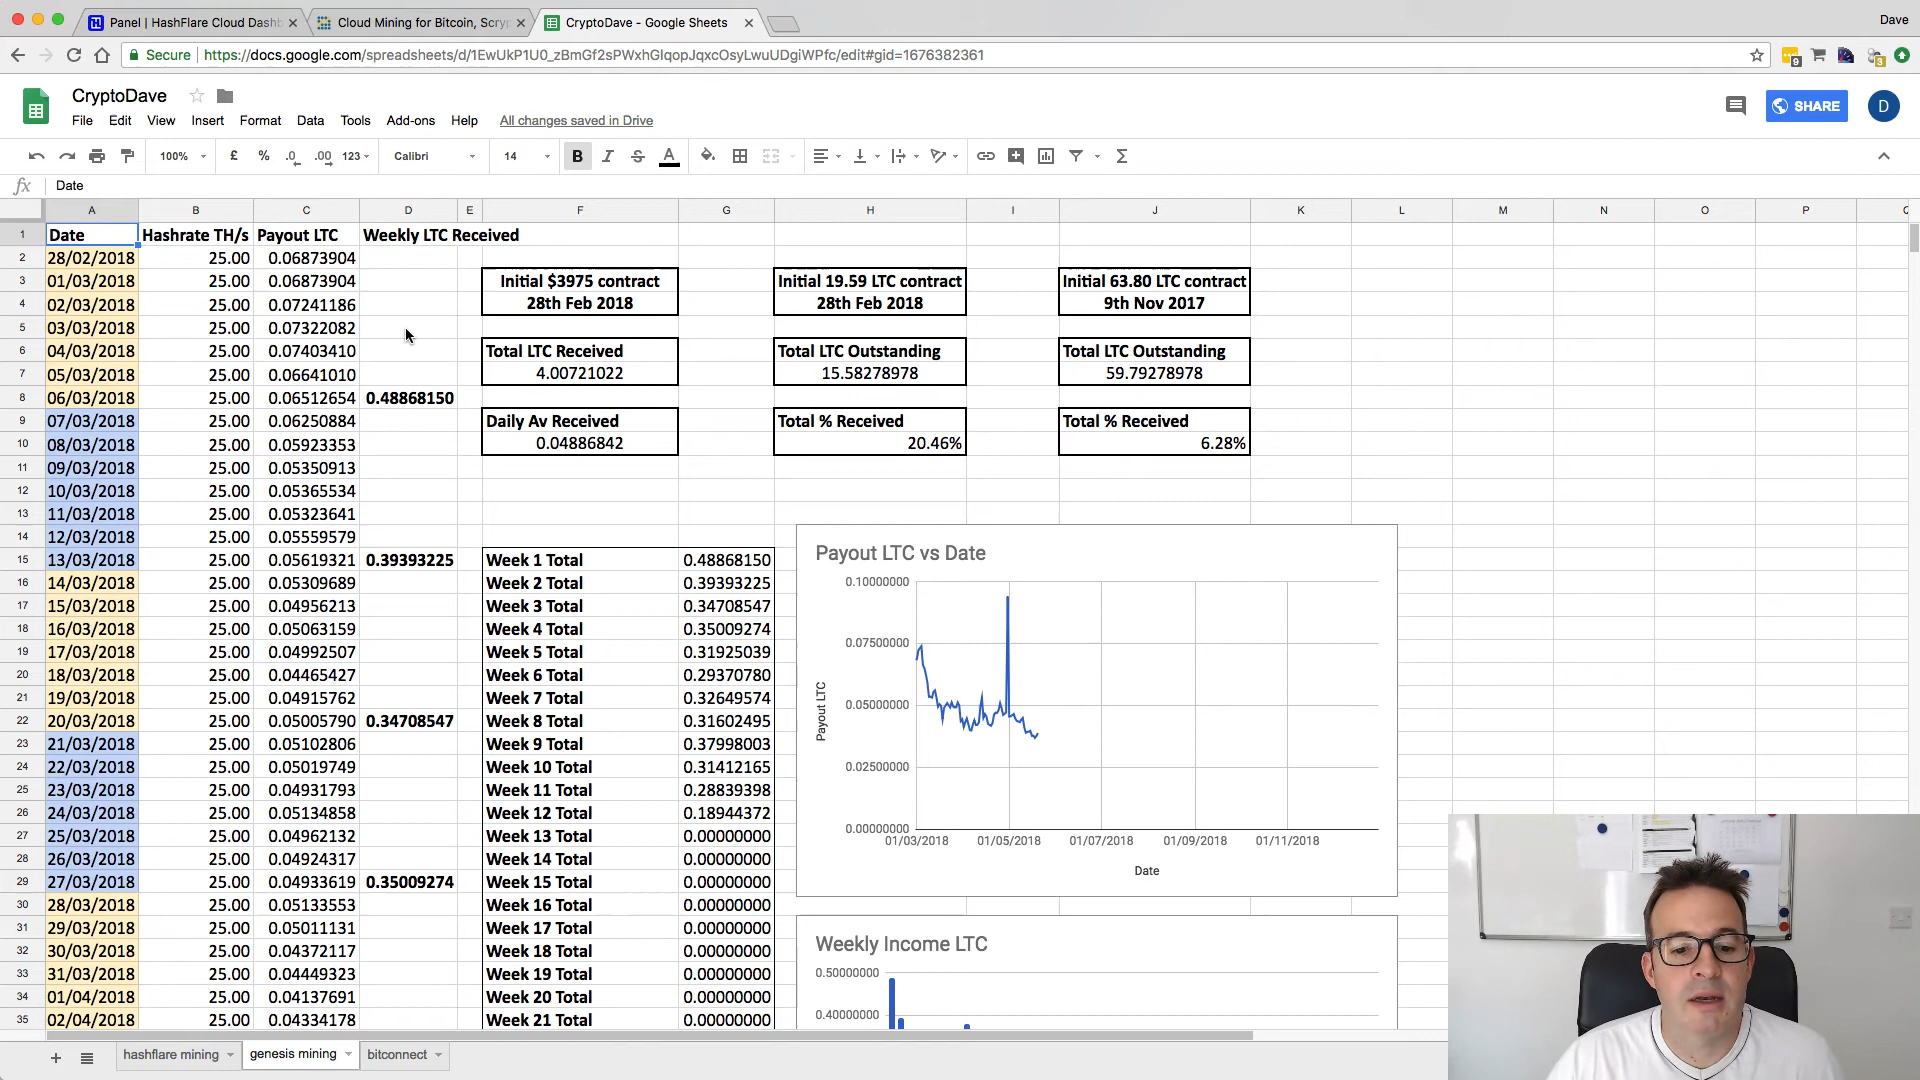 Panel | HashFlare Cloud Dashb
Cloud Mining for Bitcoin, Scryp
CryptoDave - Google Sheets
Dave
Secure
https://docs.google.com/spreadsheets/d/1EwUkP1U0_zBmGf2sPWxhGIqopJqxcOsyLwuUDgiWPfc/edit#gid=1676382361
9
3
CryptoDave
SHARE
D
File Edit View Insert Format Data Tools Add-ons Help All changes saved in Drive
100% £ % .0 .00 123 Calibri 14 B I S A Σ
fx Date
A B C D E F G H I J K L M N O P
1 Date Hashrate TH/s Payout LTC Weekly LTC Received
2 28/02/2018 25.00 0.06873904
3 01/03/2018 25.00 0.06873904 Initial $3975 contract Initial 19.59 LTC contract Initial 63.80 LTC contract
4 02/03/2018 25.00 0.07241186 28th Feb 2018 28th Feb 2018 9th Nov 2017
5 03/03/2018 25.00 0.07322082
6 04/03/2018 25.00 0.07403410 Total LTC Received Total LTC Outstanding Total LTC Outstanding
7 05/03/2018 25.00 0.06641010 4.00721022 15.58278978 59.79278978
8 06/03/2018 25.00 0.06512654 0.48868150
9 07/03/2018 25.00 0.06250884 Daily Av Received Total % Received Total % Received
10 08/03/2018 25.00 0.05923353 0.04886842 20.46% 6.28%
11 09/03/2018 25.00 0.05350913
12 10/03/2018 25.00 0.05365534
13 11/03/2018 25.00 0.05323641
14 12/03/2018 25.00 0.05559579
15 13/03/2018 25.00 0.05619321 0.39393225 Week 1 Total 0.48868150
16 14/03/2018 25.00 0.05309689 Week 2 Total 0.39393225
17 15/03/2018 25.00 0.04956213 Week 3 Total 0.34708547
18 16/03/2018 25.00 0.05063159 Week 4 Total 0.35009274
19 17/03/2018 25.00 0.04992507 Week 5 Total 0.31925039
20 18/03/2018 25.00 0.04465427 Week 6 Total 0.29370780
21 19/03/2018 25.00 0.04915762 Week 7 Total 0.32649574
22 20/03/2018 25.00 0.05005790 0.34708547 Week 8 Total 0.31602495
23 21/03/2018 25.00 0.05102806 Week 9 Total 0.37998003
24 22/03/2018 25.00 0.05019749 Week 10 Total 0.31412165
25 23/03/2018 25.00 0.04931793 Week 11 Total 0.28839398
26 24/03/2018 25.00 0.05134858 Week 12 Total 0.18944372
27 25/03/2018 25.00 0.04962132 Week 13 Total 0.00000000
28 26/03/2018 25.00 0.04924317 Week 14 Total 0.00000000
29 27/03/2018 25.00 0.04933619 0.35009274 Week 15 Total 0.00000000
30 28/03/2018 25.00 0.05133553 Week 16 Total 0.00000000
31 29/03/2018 25.00 0.05011131 Week 17 Total 0.00000000
32 30/03/2018 25.00 0.04372117 Week 18 Total 0.00000000
33 31/03/2018 25.00 0.04449323 Week 19 Total 0.00000000
34 01/04/2018 25.00 0.04137691 Week 20 Total 0.00000000
35 02/04/2018 25.00 0.04334178 Week 21 Total 0.00000000
Payout LTC vs Date
0.10000000
0.07500000
0.05000000
0.02500000
0.00000000
Payout LTC
01/03/2018 01/05/2018 01/07/2018 01/09/2018 01/11/2018
Date
Weekly Income LTC
0.50000000
0.40000000
hashflare mining
genesis mining
bitconnect